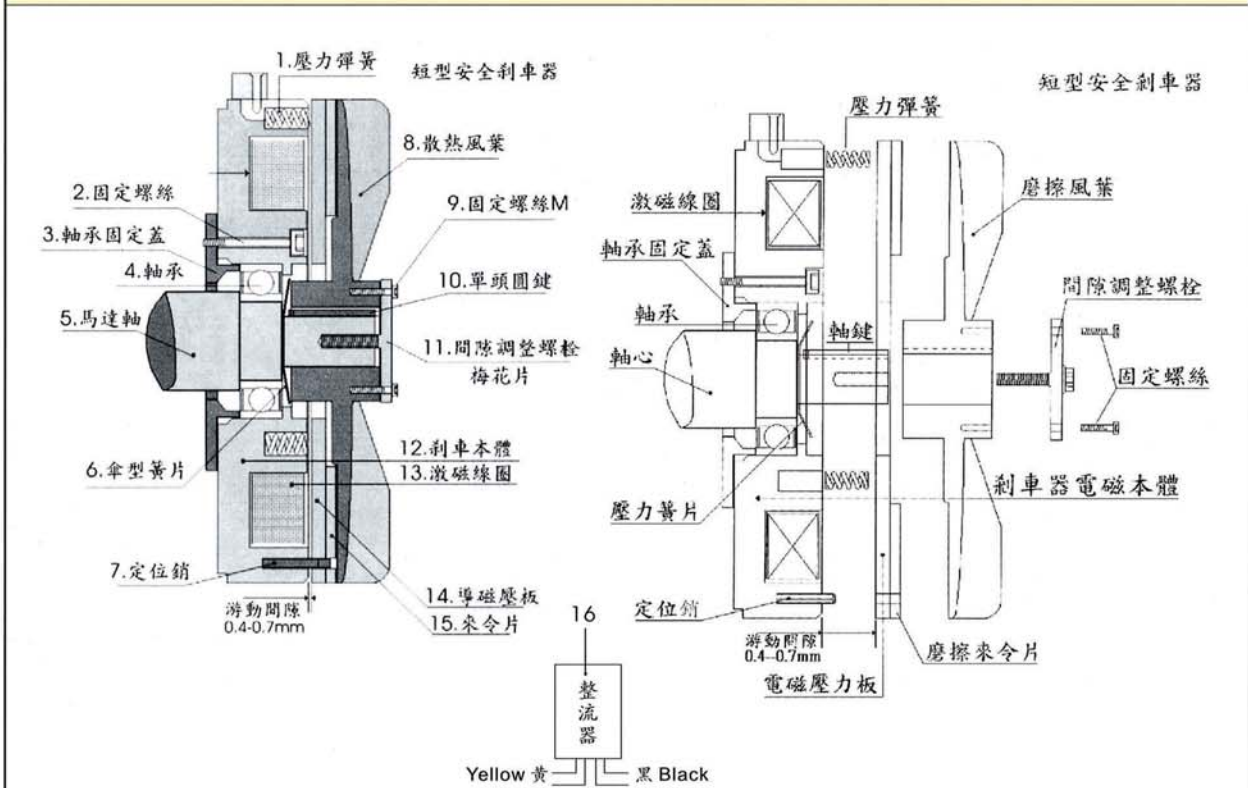 1.壓力彈簧
短型安全剎車器
8.散熱風葉
2.固定螺絲
9.固定螺絲M
3.軸承固定蓋
4.軸承
10.單頭圓鍵
5.馬達軸
11.間隙調整螺栓
梅花片
12.剎車本體
6.傘型簧片
13.激磁線圈
7.定位銷
14.導磁壓板
游動間隙
0.4-0.7mm
15.來令片
短型安全剎車器
壓力彈簧
磨擦風葉
激磁線圈
軸承固定蓋
間隙調整螺栓
軸承
軸鍵
軸心
固定螺絲
剎車器電磁本體
壓力簧片
定位銷
游動間隙
0.4--0.7mm
磨擦來令片
電磁壓力板
16
整
流
器
Yellow 黃
黑 Black